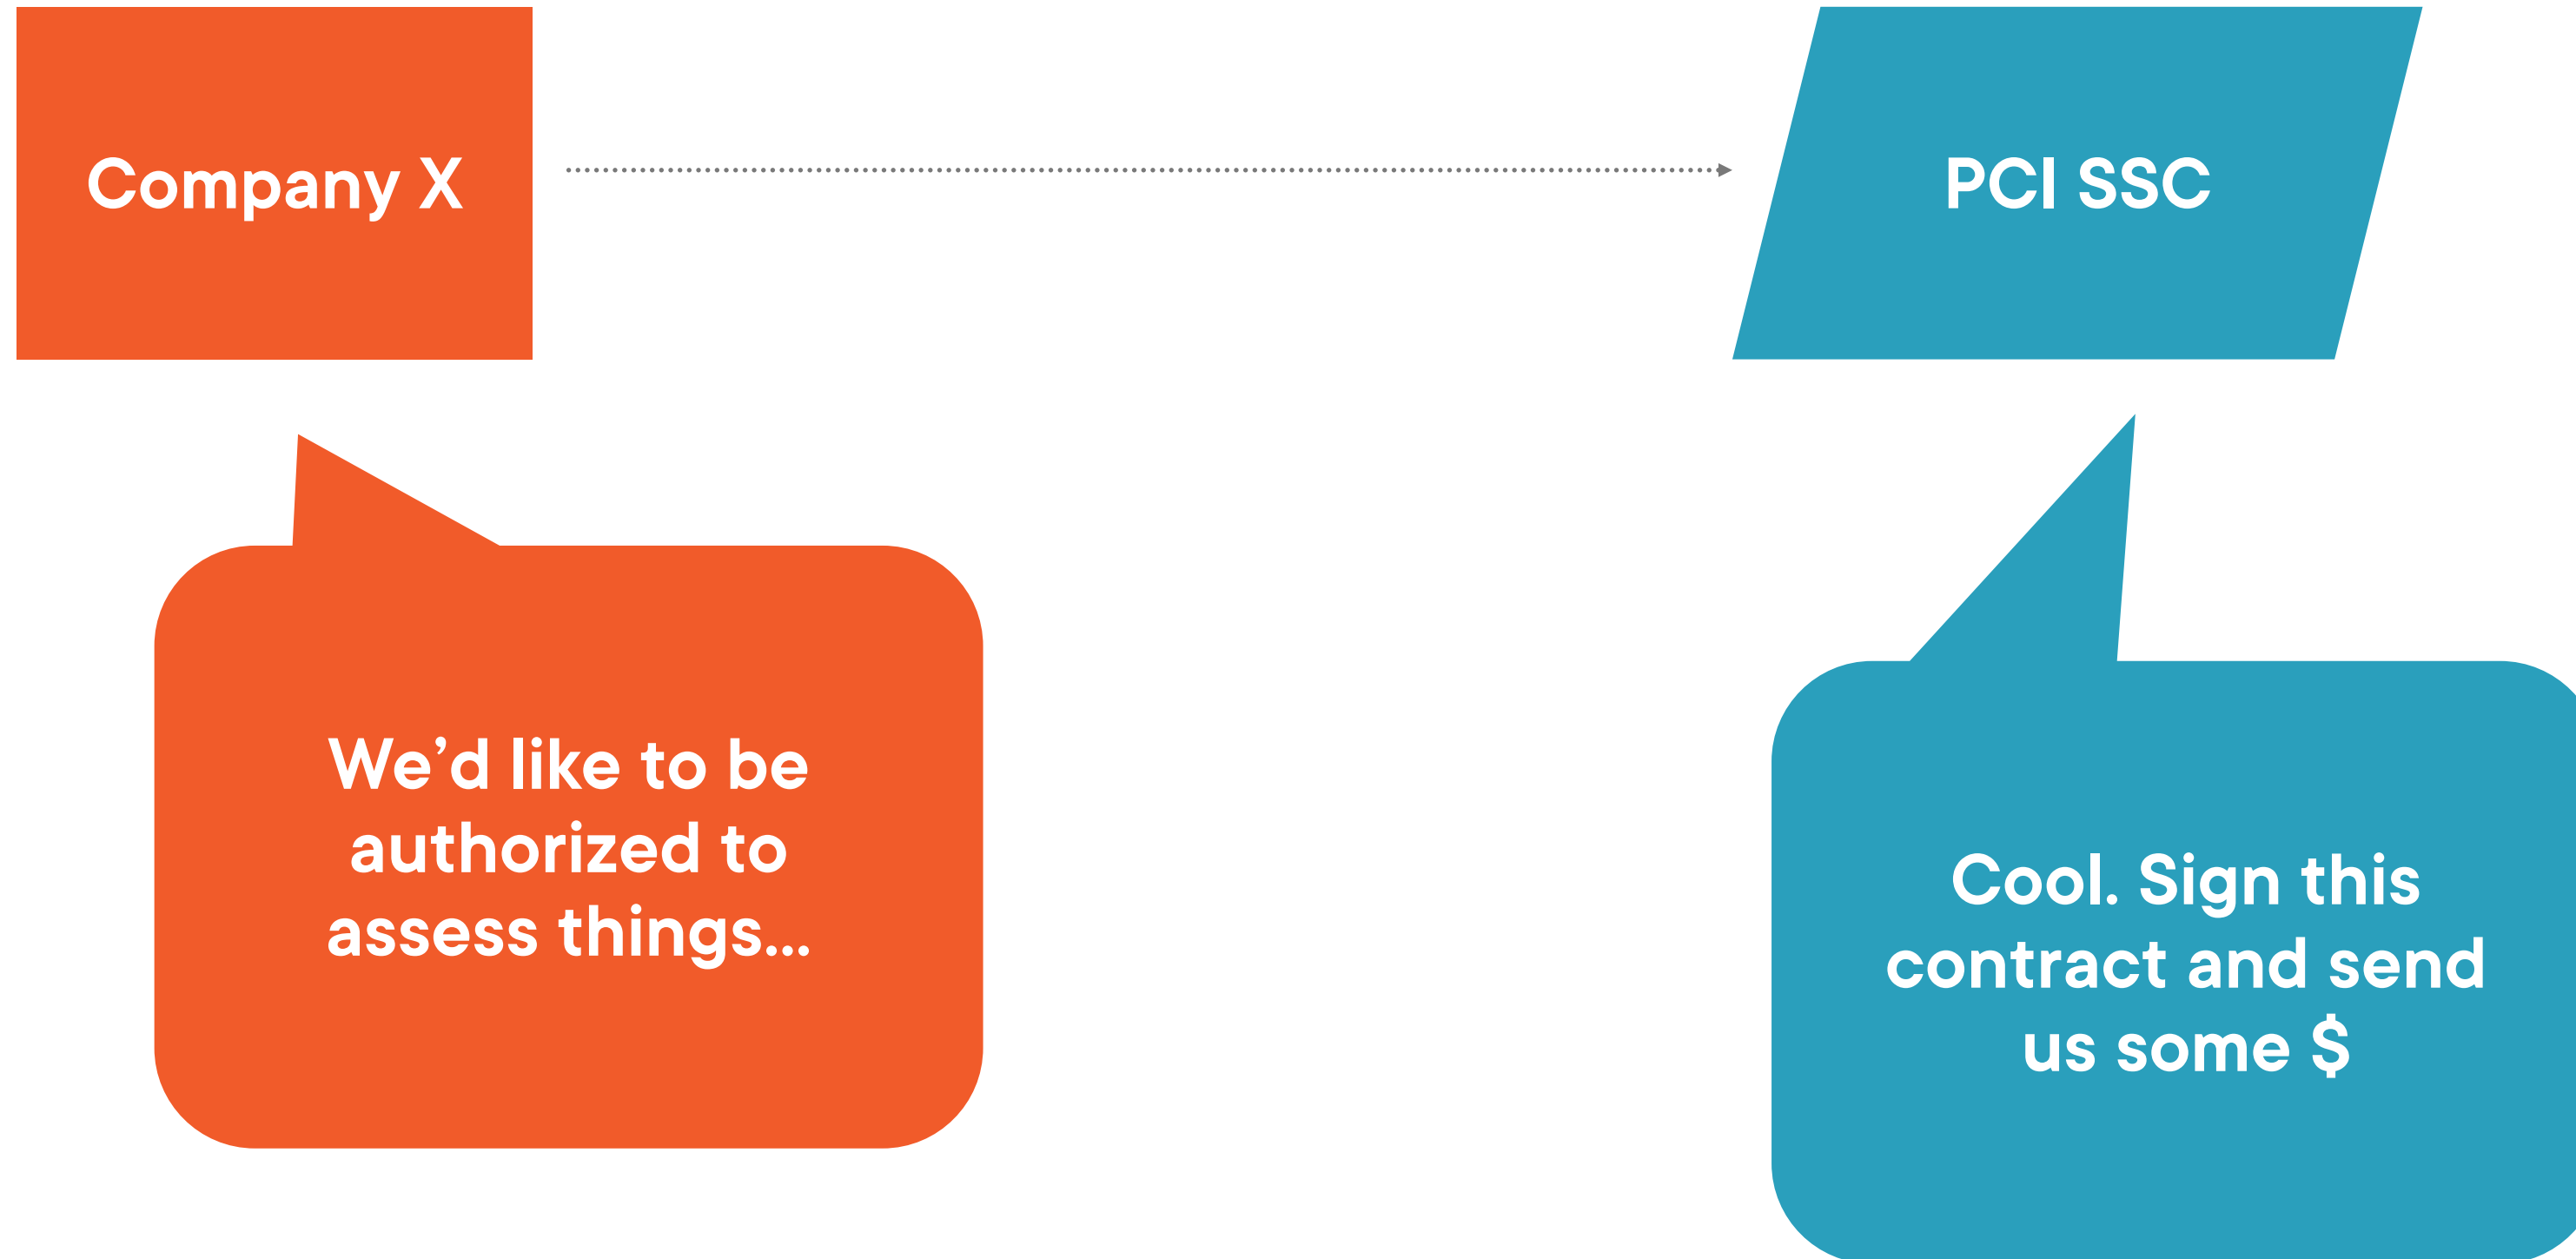 Company X
PCI SSC
We’d like to be
authorized to
assess things...
Cool. Sign this
contract and send
us some $